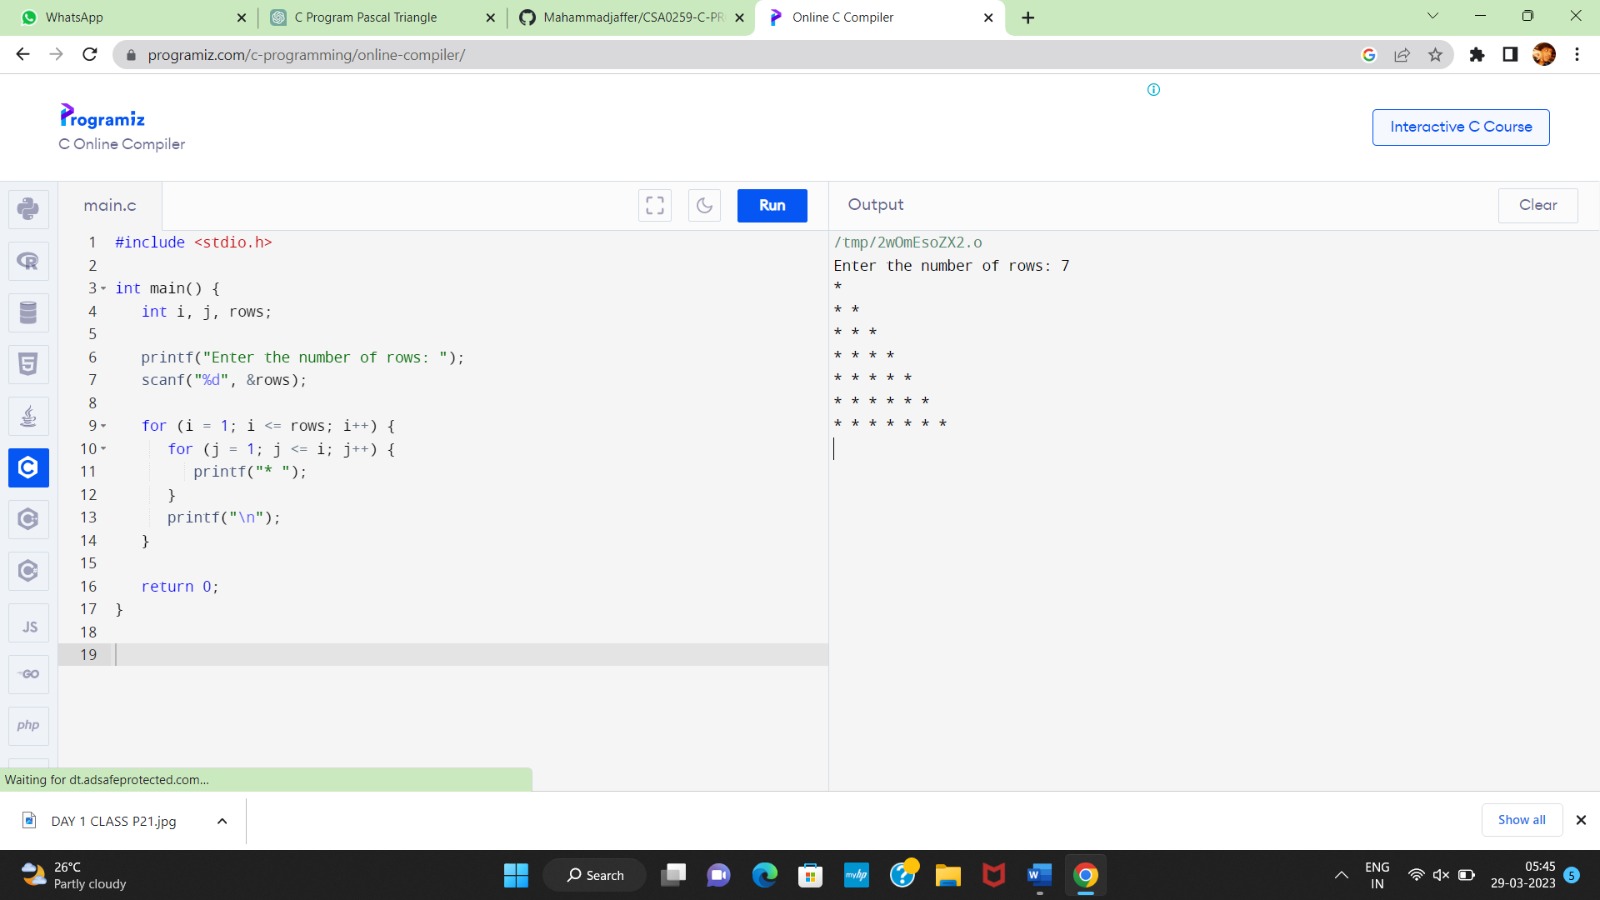 WhatsApp
C Program Pascal Triangle
Mahammadjaffer/CSA0259-C-PR
Online C Compiler
programiz.com/c-programming/online-compiler/
Programiz
C Online Compiler
Interactive C Course
main.c
Run
Output
Clear
1 #include <stdio.h>
2
3 int main() {
4 int i, j, rows;
5
6 printf("Enter the number of rows: ");
7 scanf("%d", &rows);
8
9 for (i = 1; i <= rows; i++) {
10 for (j = 1; j <= i; j++) {
11 printf("* ");
12 }
13 printf("\n");
14 }
15
16 return 0;
17 }
18
19
/tmp/2wOmEsoZX2.o
Enter the number of rows: 7
*
* *
* * *
* * * *
* * * * *
* * * * * *
* * * * * * *
JS
GO
php
Waiting for dt.adsafeprotected.com...
DAY 1 CLASS P21.jpg
Show all
26°C
Partly cloudy
Search
myhp
ENG
IN
05:45
29-03-2023
5